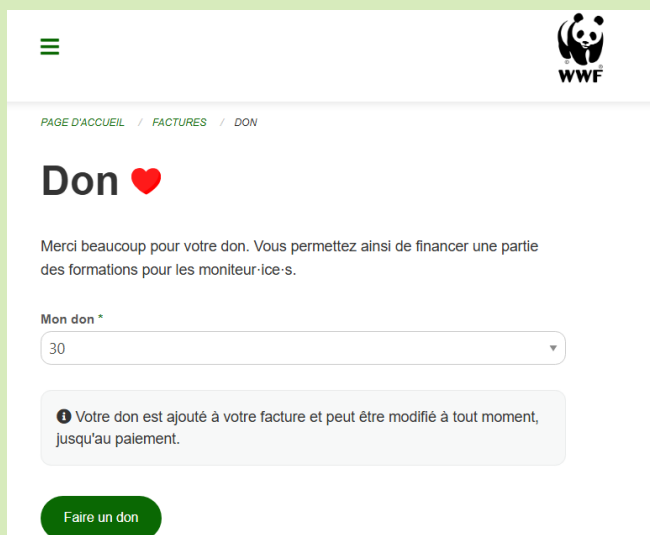 WWF
PAGE D'ACCUEIL / FACTURES / DON
Don
Merci beaucoup pour votre don. Vous permettez ainsi de financer une partie
des formations pour les moniteur·ice·s.
Mon don *
30
Votre don est ajouté à votre facture et peut être modifié à tout moment,
jusqu'au paiement.
Faire un don